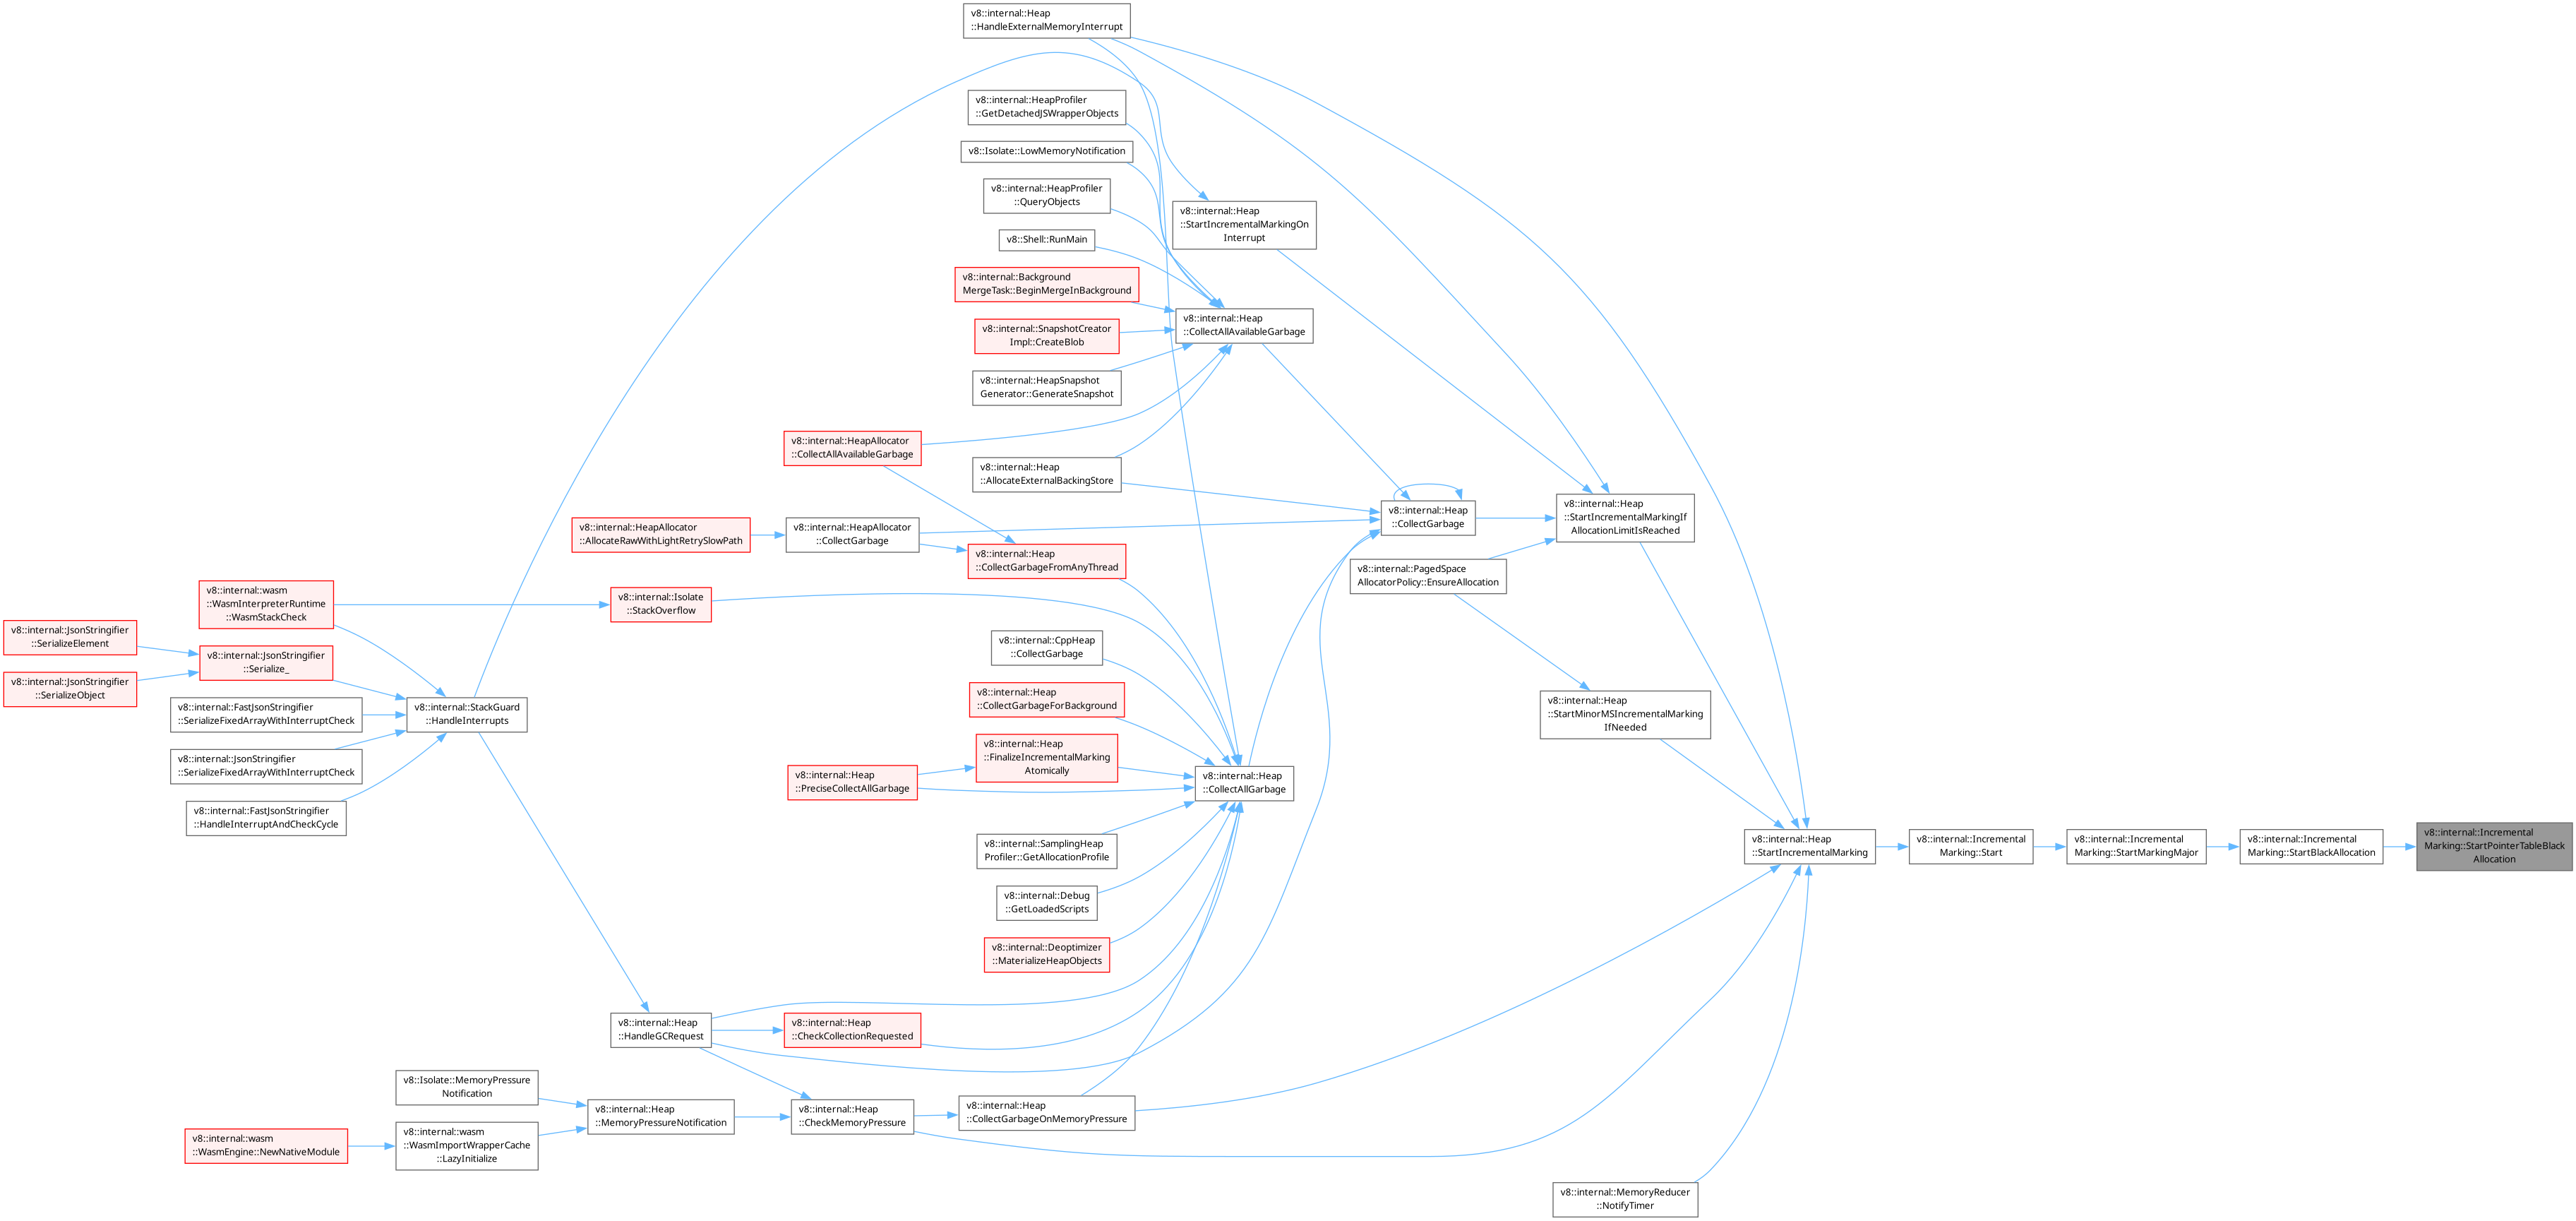 v8::internal::Heap
::HandleExternalMemoryInterrupt
v8::internal::HeapProfiler
::GetDetachedJSWrapperObjects
v8::Isolate::LowMemoryNotification
v8::internal::HeapProfiler
::QueryObjects
v8::internal::Heap
::StartIncrementalMarkingOn
Interrupt
v8::Shell::RunMain
v8::internal::Background
MergeTask::BeginMergeInBackground
v8::internal::SnapshotCreator
Impl::CreateBlob
v8::internal::Heap
::CollectAllAvailableGarbage
v8::internal::HeapSnapshot
Generator::GenerateSnapshot
v8::internal::HeapAllocator
::CollectAllAvailableGarbage
v8::internal::Heap
::AllocateExternalBackingStore
v8::internal::HeapAllocator
::AllocateRawWithLightRetrySlowPath
v8::internal::HeapAllocator
::CollectGarbage
v8::internal::Heap
::CollectGarbage
v8::internal::Heap
::StartIncrementalMarkingIf
AllocationLimitIsReached
v8::internal::Heap
::CollectGarbageFromAnyThread
v8::internal::PagedSpace
AllocatorPolicy::EnsureAllocation
v8::internal::wasm
::WasmInterpreterRuntime
::WasmStackCheck
v8::internal::Isolate
::StackOverflow
v8::internal::JsonStringifier
::SerializeElement
v8::internal::JsonStringifier
::Serialize_
v8::internal::CppHeap
::CollectGarbage
v8::internal::JsonStringifier
::SerializeObject
v8::internal::FastJsonStringifier
::SerializeFixedArrayWithInterruptCheck
v8::internal::StackGuard
::HandleInterrupts
v8::internal::Heap
::CollectGarbageForBackground
v8::internal::Heap
::StartMinorMSIncrementalMarking
IfNeeded
v8::internal::JsonStringifier
::SerializeFixedArrayWithInterruptCheck
v8::internal::Heap
::FinalizeIncrementalMarking
Atomically
v8::internal::Heap
::PreciseCollectAllGarbage
v8::internal::Heap
::CollectAllGarbage
v8::internal::FastJsonStringifier
::HandleInterruptAndCheckCycle
v8::internal::SamplingHeap
Profiler::GetAllocationProfile
v8::internal::Heap
::StartIncrementalMarking
v8::internal::Incremental
Marking::Start
v8::internal::Incremental
Marking::StartMarkingMajor
v8::internal::Incremental
Marking::StartBlackAllocation
v8::internal::Incremental
Marking::StartPointerTableBlack
Allocation
v8::internal::Debug
::GetLoadedScripts
v8::internal::Deoptimizer
::MaterializeHeapObjects
v8::internal::Heap
::HandleGCRequest
v8::internal::Heap
::CheckCollectionRequested
v8::Isolate::MemoryPressure
Notification
v8::internal::Heap
::MemoryPressureNotification
v8::internal::Heap
::CheckMemoryPressure
v8::internal::Heap
::CollectGarbageOnMemoryPressure
v8::internal::wasm
::WasmEngine::NewNativeModule
v8::internal::wasm
::WasmImportWrapperCache
::LazyInitialize
v8::internal::MemoryReducer
::NotifyTimer